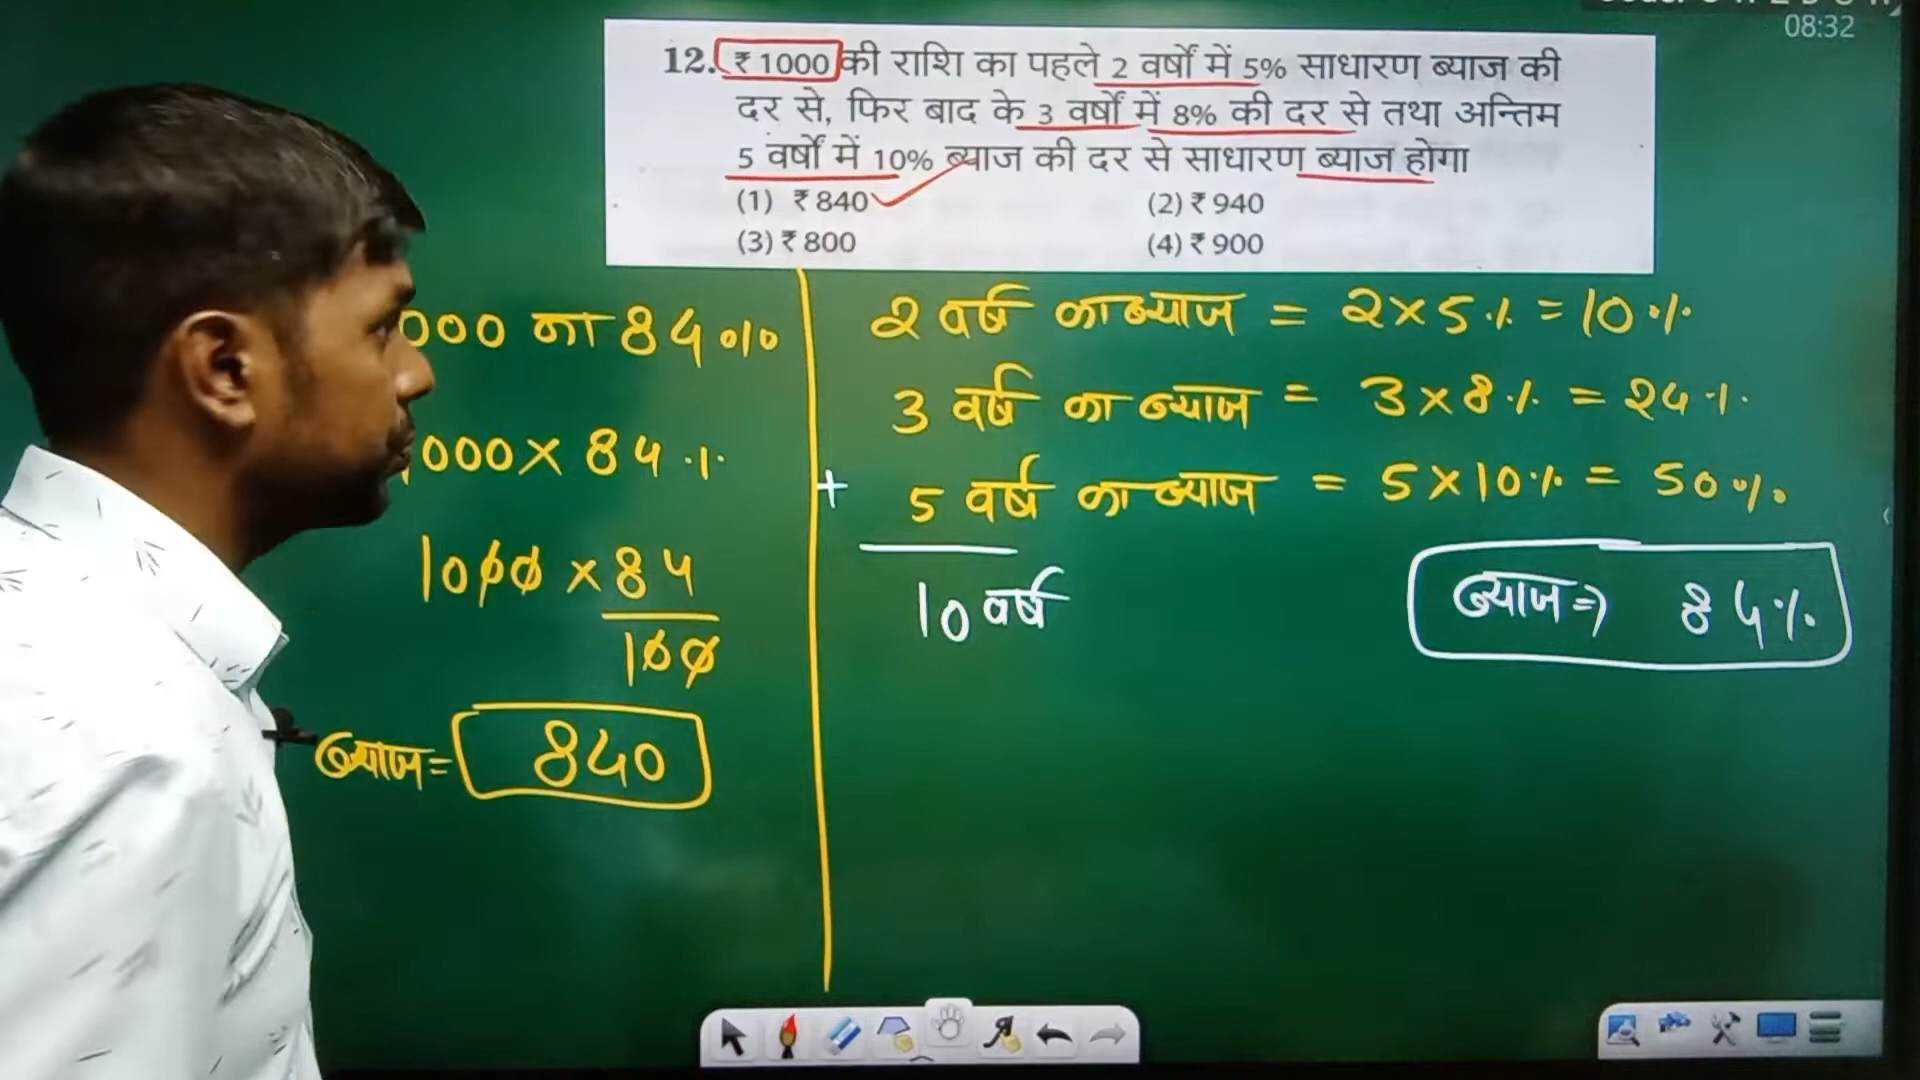 08:32
12. ₹ 1000 की राशि का पहले 2 वर्षों में 5% साधारण ब्याज की
दर से, फिर बाद के 3 वर्षों में 8% की दर से तथा अन्तिम
5 वर्षों में 10% ब्याज की दर से साधारण ब्याज होगा
(1) ₹ 840 (2) ₹ 940
(3) ₹ 800 (4) ₹ 900
000 का 84%
1000 × 84%
1000 × 84
100
ब्याज = 840
2 वर्ष का ब्याज = 2 × 5% = 10%
3 वर्ष का ब्याज = 3 × 8% = 24%
+ 5 वर्ष का ब्याज = 5 × 10% = 50%
10 वर्ष
ब्याज ⇒ 84%